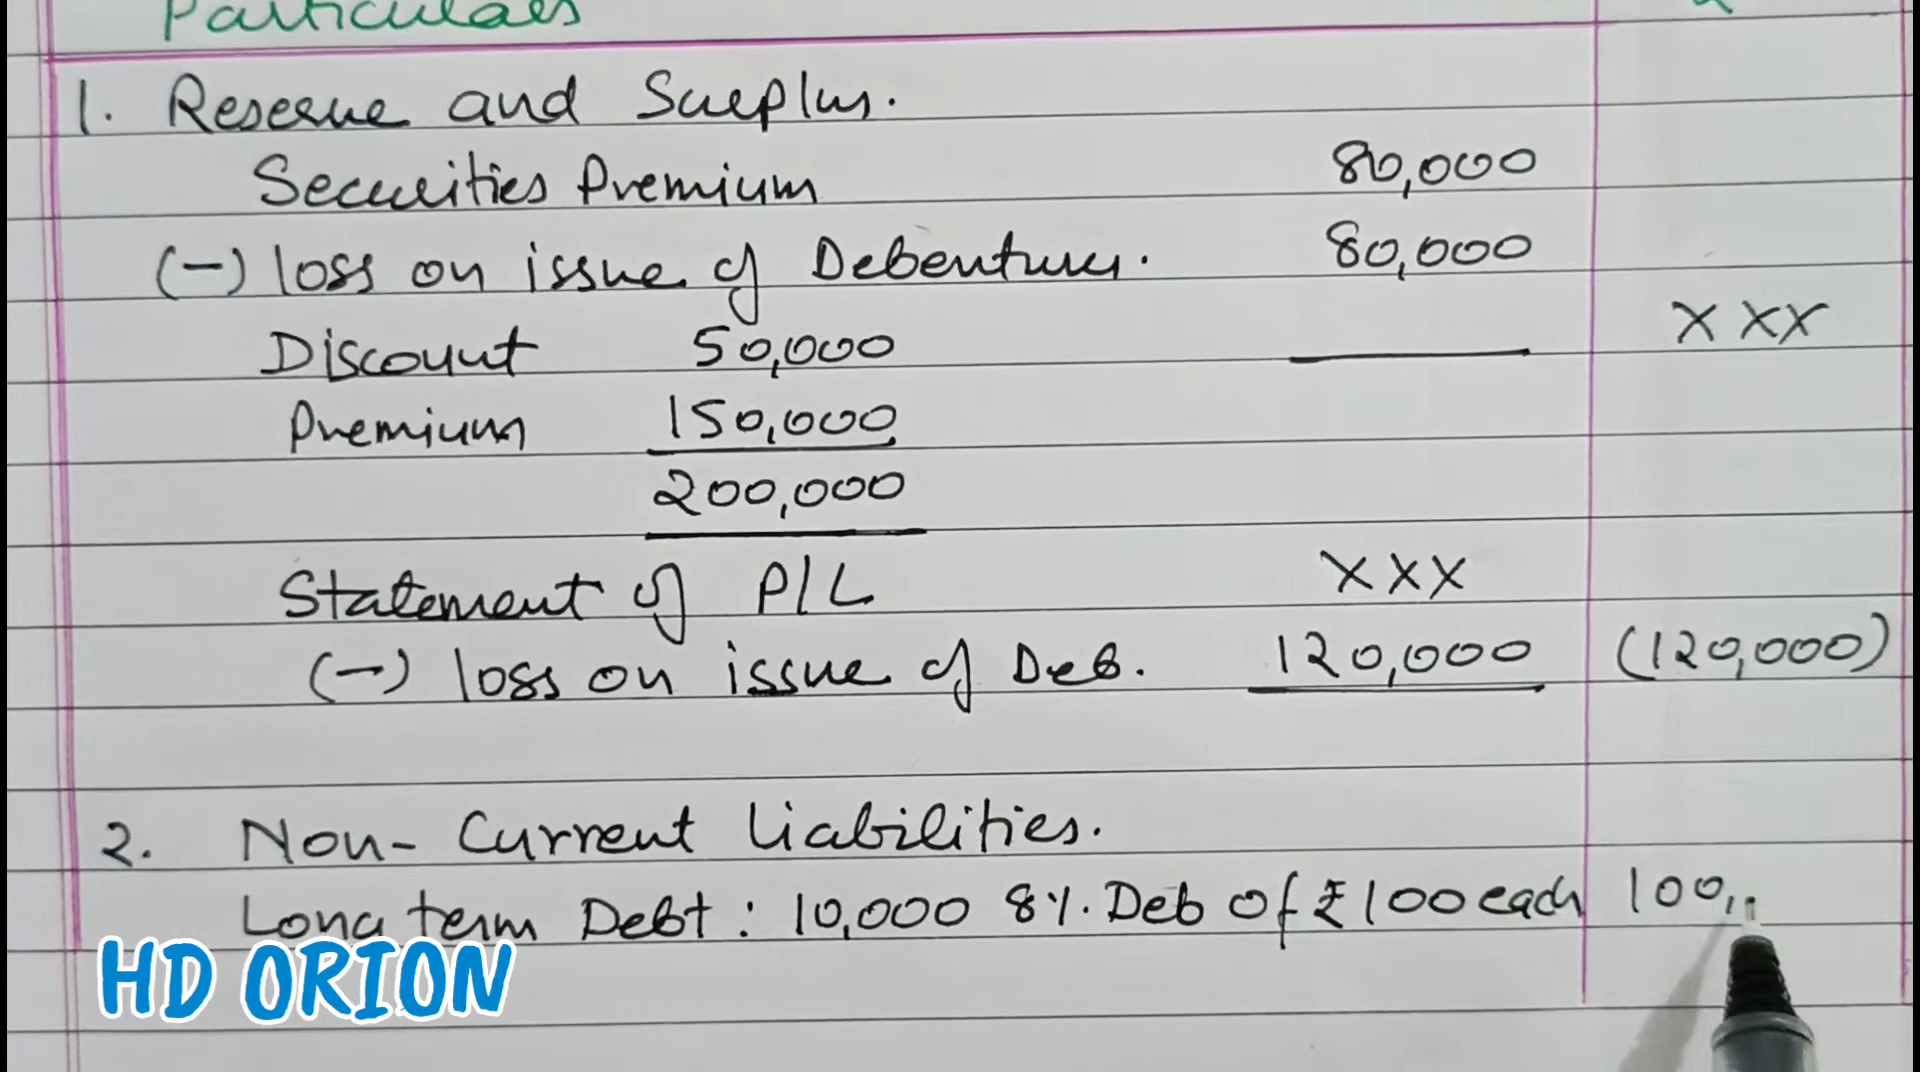 Particulars
1. Reserve and Surplus.
Securities Premium 80,000
(-) loss on issue of Debentures. 80,000
Discount 50,000 XXX
Premium 150,000
200,000
Statement of P/L XXX
(-) loss on issue of Deb. 120,000 (120,000)
2. Non-Current Liabilities.
Long term Debt: 10,000 8%. Deb of ₹100 each 100,
HD ORION